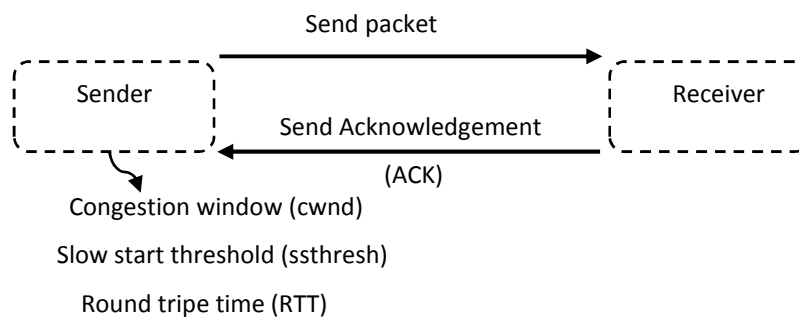 Send packet
Sender
Receiver
Send Acknowledgement
(ACK)
Congestion window (cwnd)
Slow start threshold (ssthresh)
Round tripe time (RTT)